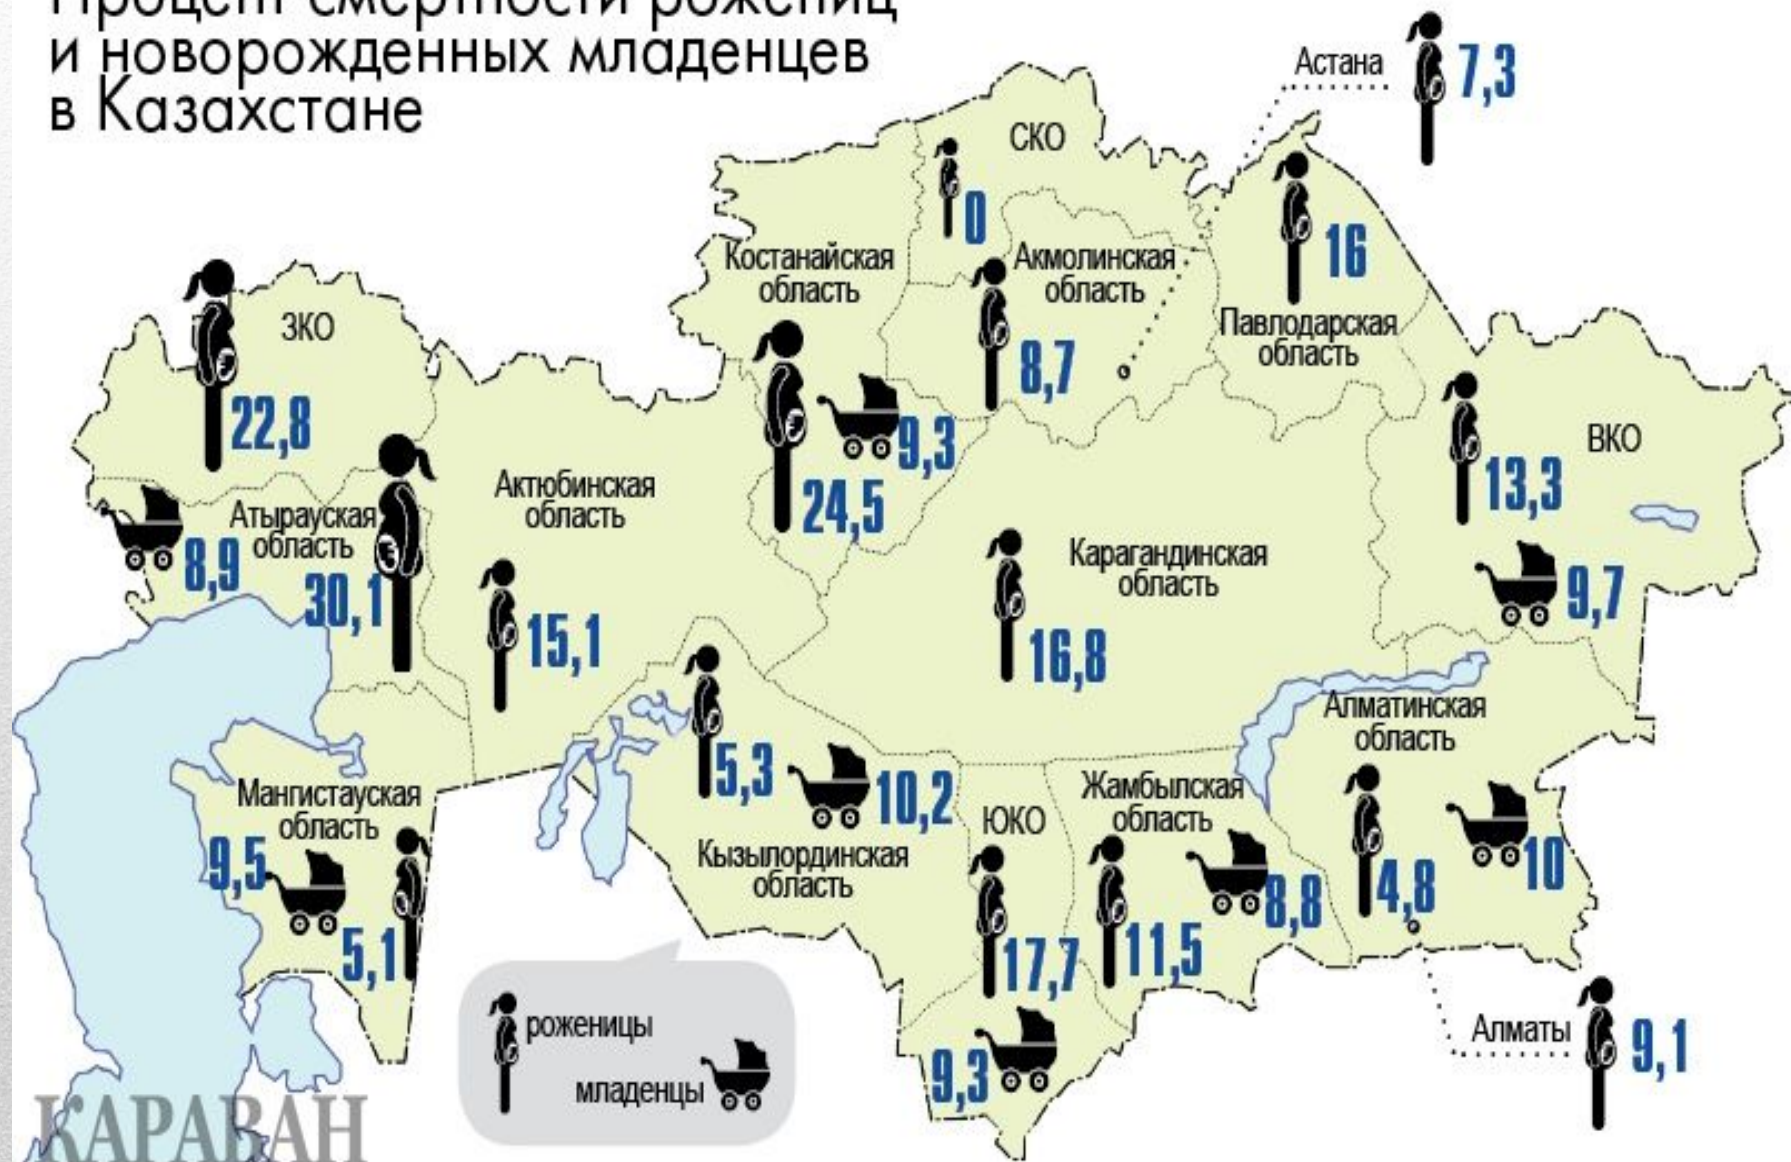 Процент смертности рожениц
и новорожденных младенцев
в Казахстане
Астана
7,3
СКО
0
Костанайская
область
24,5
9,3
Акмолинская
область
8,7
16
Павлодарская
область
ЗКО
22,8
Атырауская
область
8,9
30,1
Актюбинская
область
15,1
Карагандинская
область
16,8
ВКО
13,3
9,7
Мангистауская
область
9,5
5,1
5,3
10,2
Кызылординская
область
ЮКО
17,7
9,3
Жамбылская
область
11,5
8,8
Алматинская
область
4,8
10
Алматы
9,1
роженицы
младенцы
КАРАВАН